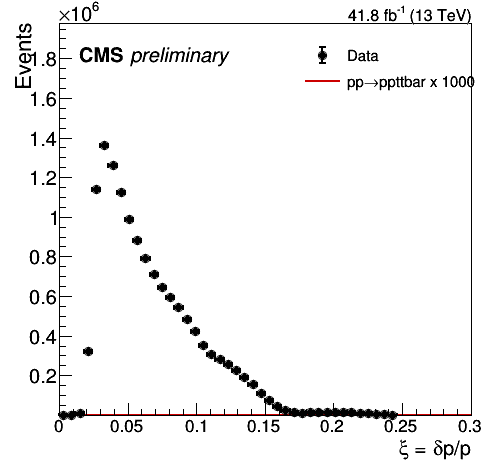 ×10⁶
41.8 fb⁻¹ (13 TeV)
Events
CMS preliminary
Data
pp→ppttbar x 1000
1.8
1.6
1.4
1.2
1
0.8
0.6
0.4
0.2
0 0.05 0.1 0.15 0.2 0.25 0.3
ξ = δp/p